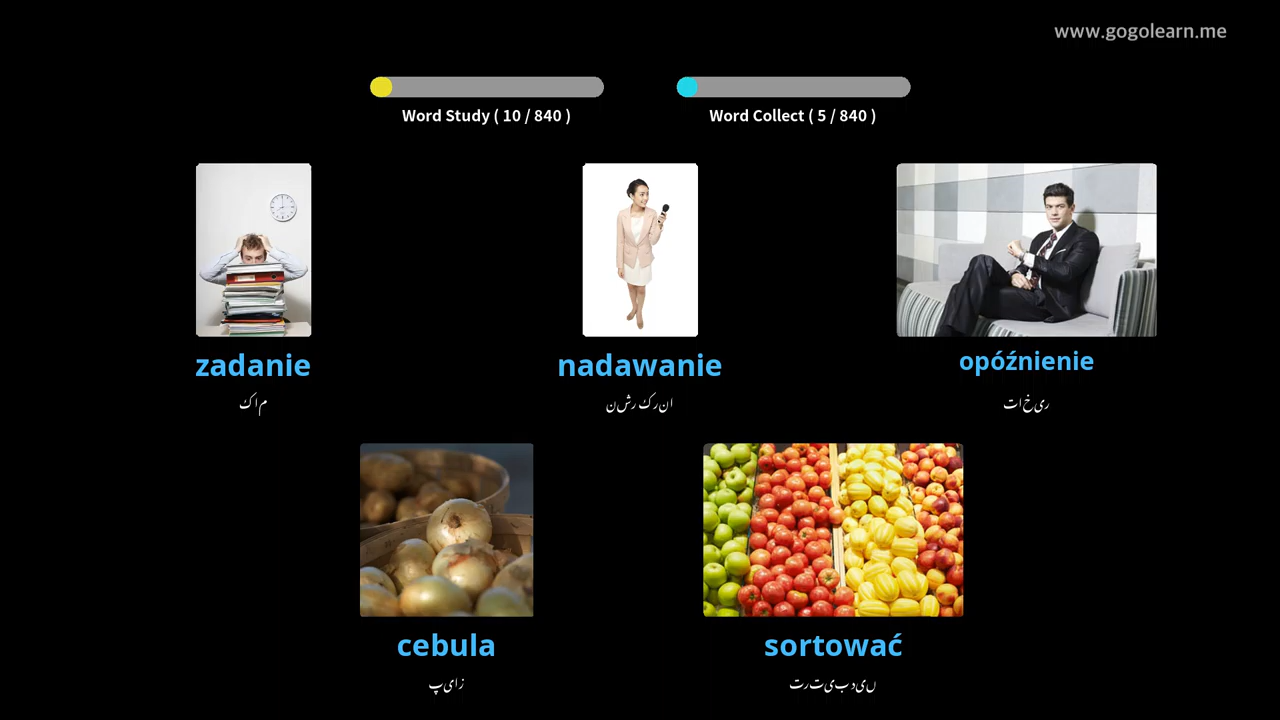 www.gogolearn.me
Word Study ( 10 / 840 )
Word Collect ( 5 / 840 )
zadanie
کام
nadawanie
نشر کرنا
opóźnienie
تاخیر
cebula
پیاز
sortować
ترتیب دیں